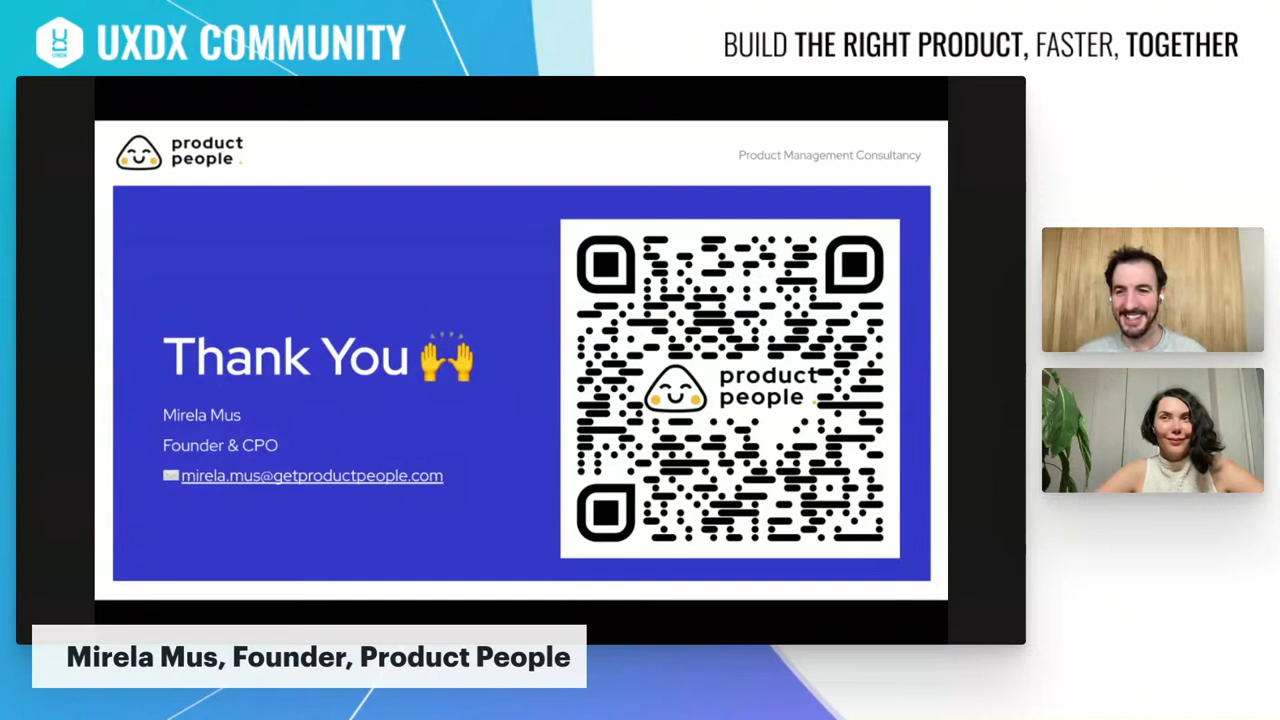 UXDX COMMUNITY
BUILD THE RIGHT PRODUCT, FASTER, TOGETHER
product
people .
Product Management Consultancy
Thank You 🙌
Mirela Mus
Founder & CPO
✉️mirela.mus@getproductpeople.com
product
people .
Mirela Mus, Founder, Product People